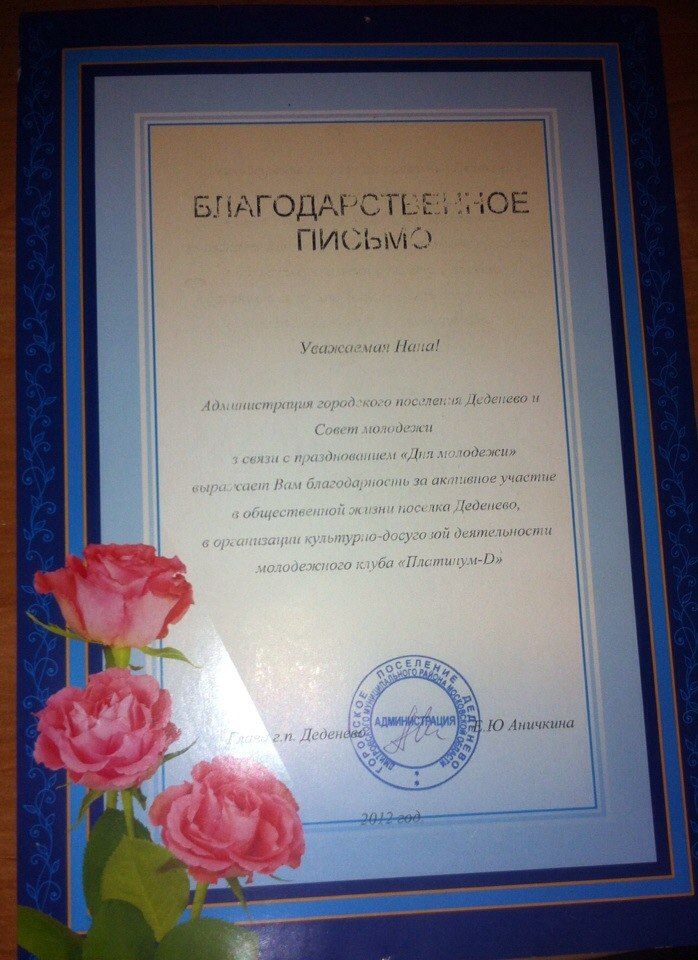 БЛАГОДАРСТВЕННОЕ
ПИСЬМО
Уважаемая Нана!
Администрация городского поселения Деденево и
Совет молодежи
в связи с празднованием «Дня молодежи»
выражает Вам благодарность за активное участие
в общественной жизни поселка Деденево,
в организации культурно-досуговой деятельности
молодежного клуба «Платинум-D»
Глава г.п. Деденево
ГОРОДСКОЕ ПОСЕЛЕНИЕ ДЕДЕНЕВО
ДМИТРОВСКОГО МУНИЦИПАЛЬНОГО РАЙОНА МОСКОВСКОЙ ОБЛАСТИ
АДМИНИСТРАЦИЯ
Е.Ю Аничкина
2012 год